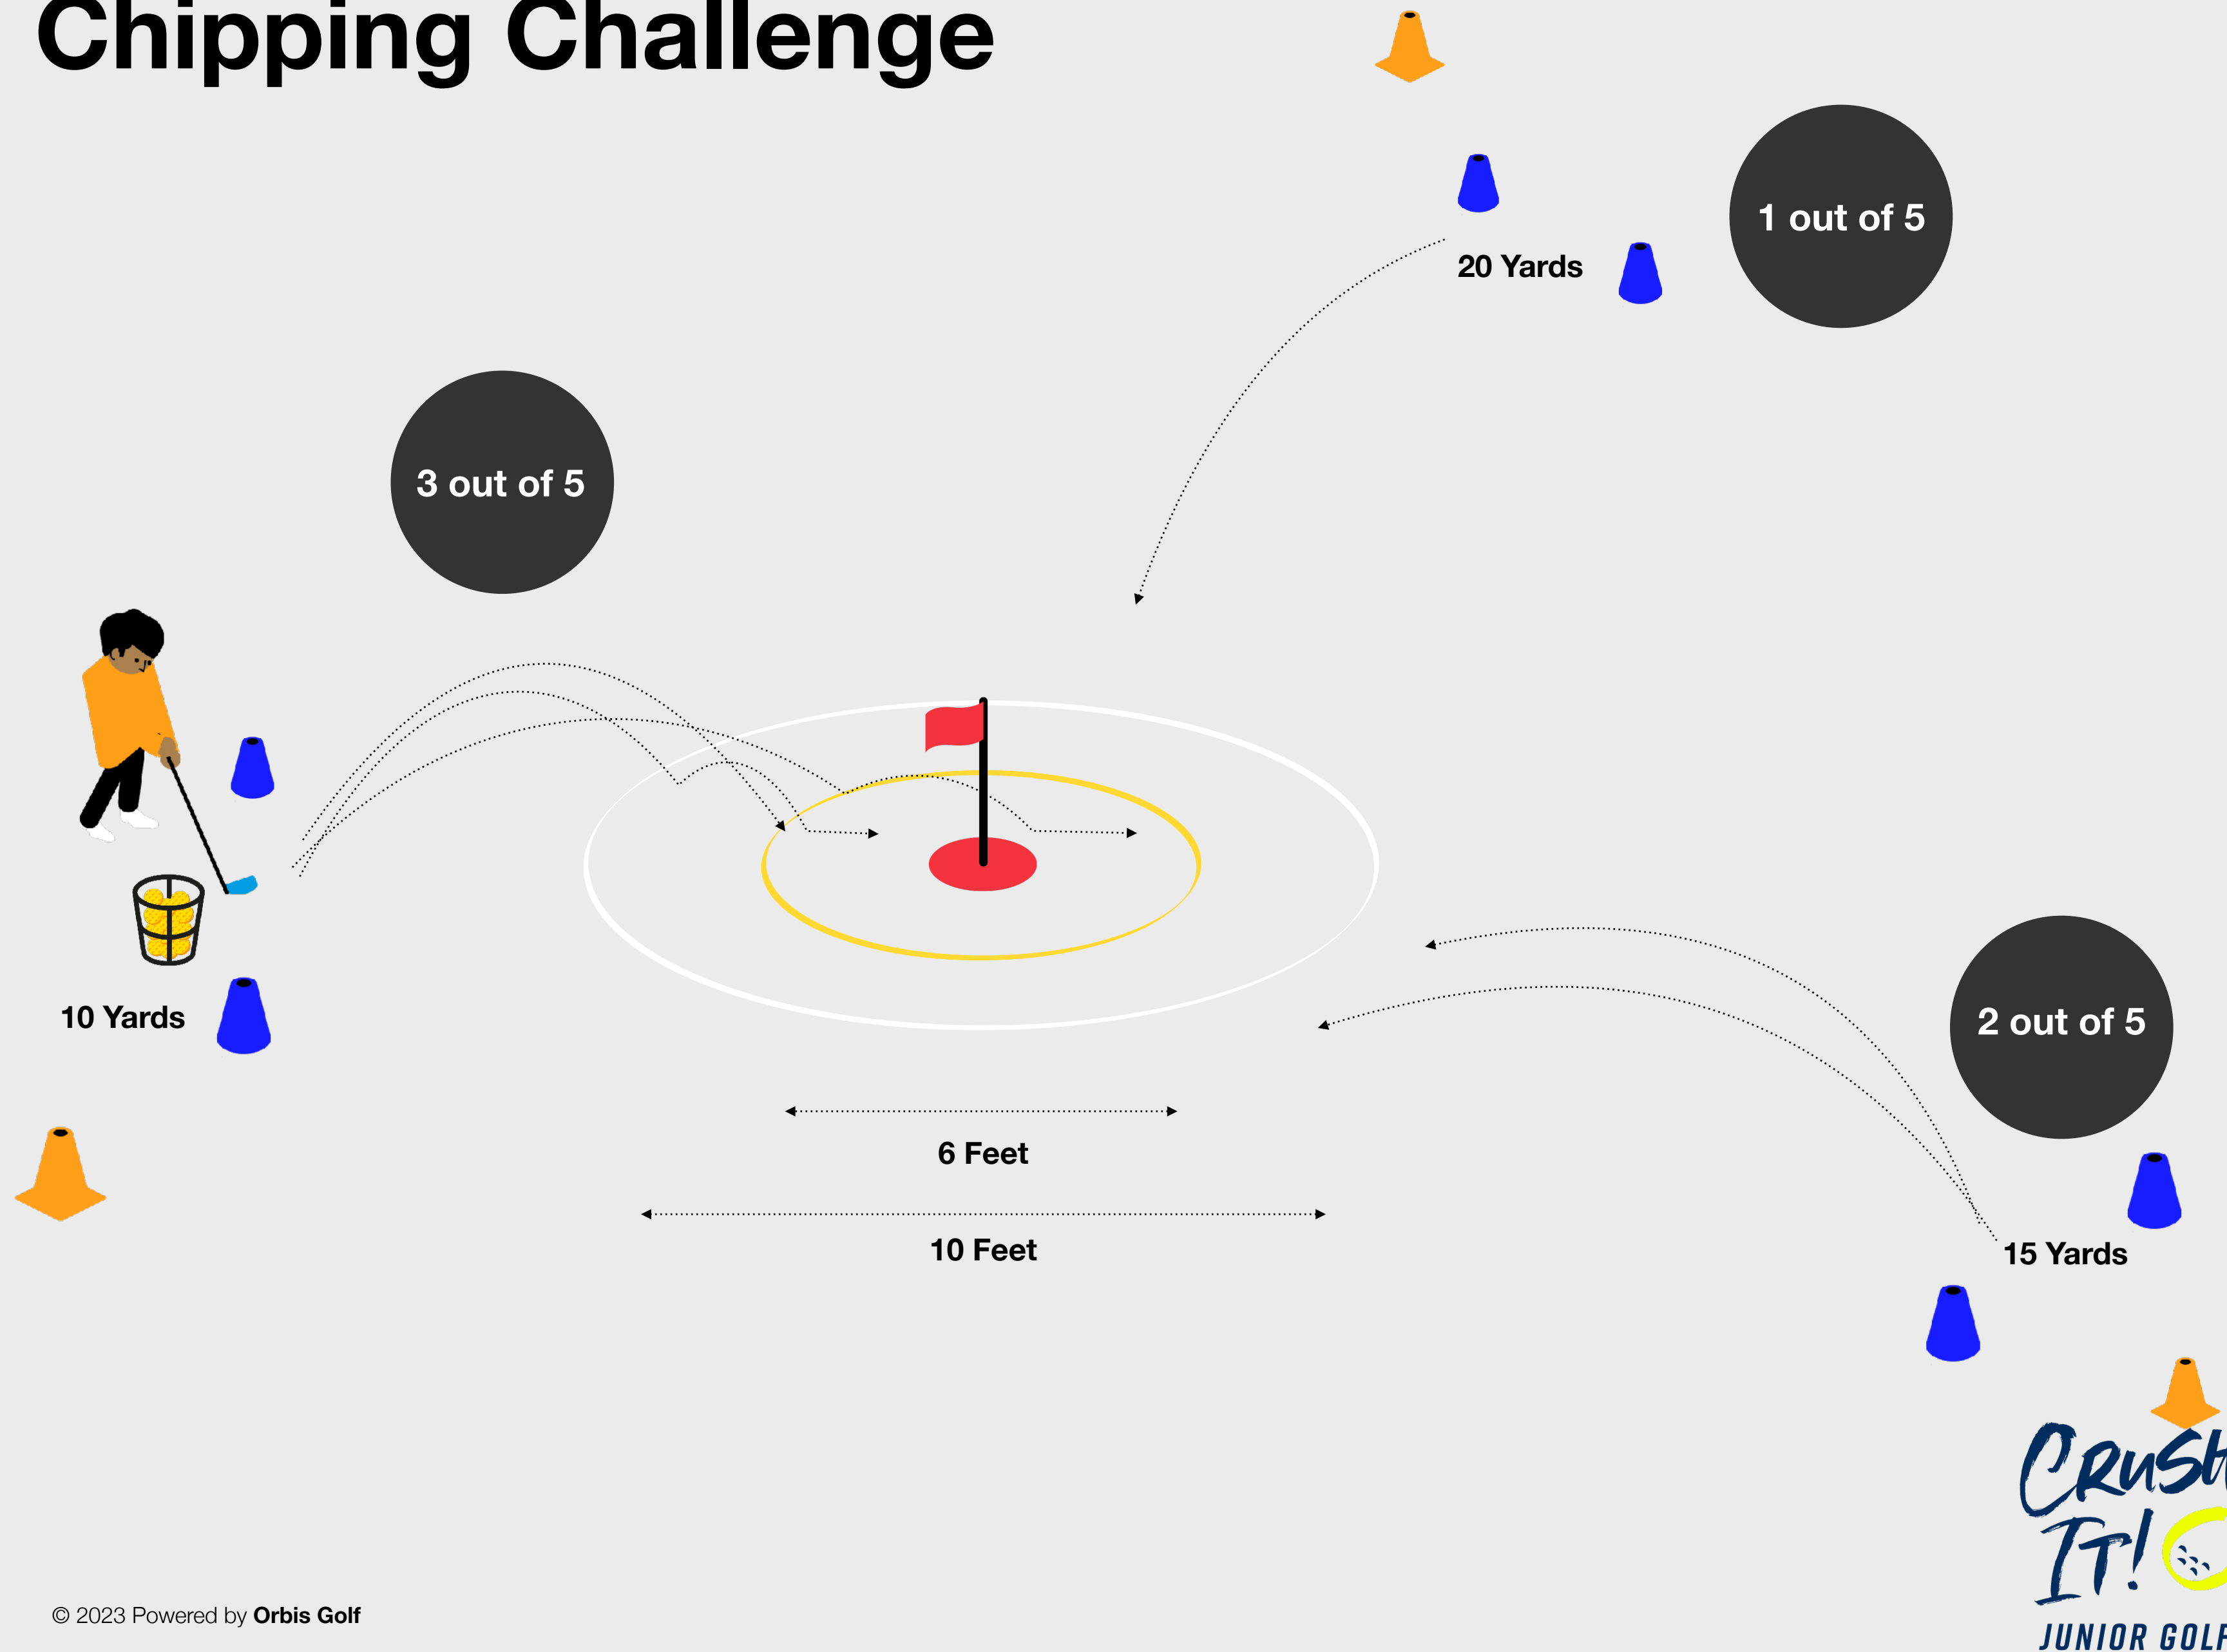 Chipping Challenge
1 out of 5
20 Yards
3 out of 5
10 Yards
2 out of 5
6 Feet
10 Feet
15 Yards
CRUSH
IT!
JUNIOR GOLF
© 2023 Powered by Orbis Golf